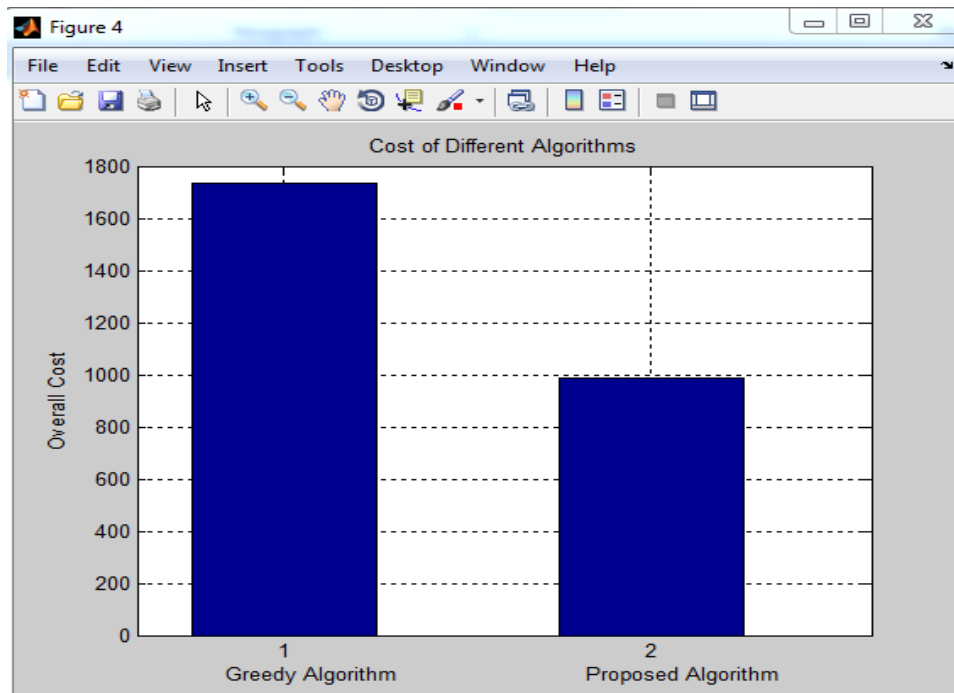 Figure 4
File Edit View Insert Tools Desktop Window Help
Cost of Different Algorithms
1800
1600
1400
1200
1000
800
600
400
200
0
Overall Cost
1 2
Greedy Algorithm Proposed Algorithm